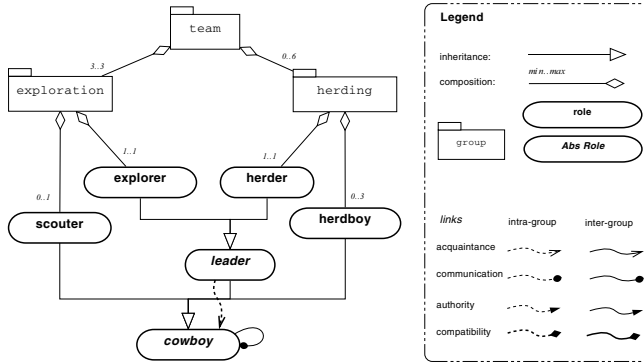 team
3..3
0..6
exploration
herding
1..1
1..1
explorer
herder
0..1
0..3
scouter
herdboy
leader
cowboy
Legend
inheritance:
min..max
composition:
role
group
Abs Role
links
intra-group
inter-group
acquaintance
communication
authority
compatibility